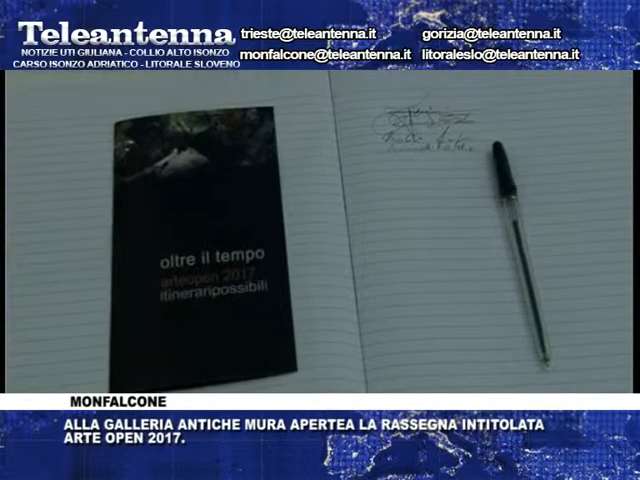 Teleantenna
NOTIZIE UTI GIULIANA - COLLIO ALTO ISONZO
CARSO ISONZO ADRIATICO - LITORALE SLOVENO
trieste@teleantenna.it gorizia@teleantenna.it
monfalcone@teleantenna.it litoraleslo@teleantenna.it
oltre il tempo
arteopen 2017
itineraripossibili
MONFALCONE
ALLA GALLERIA ANTICHE MURA APERTEA LA RASSEGNA INTITOLATA
ARTE OPEN 2017.